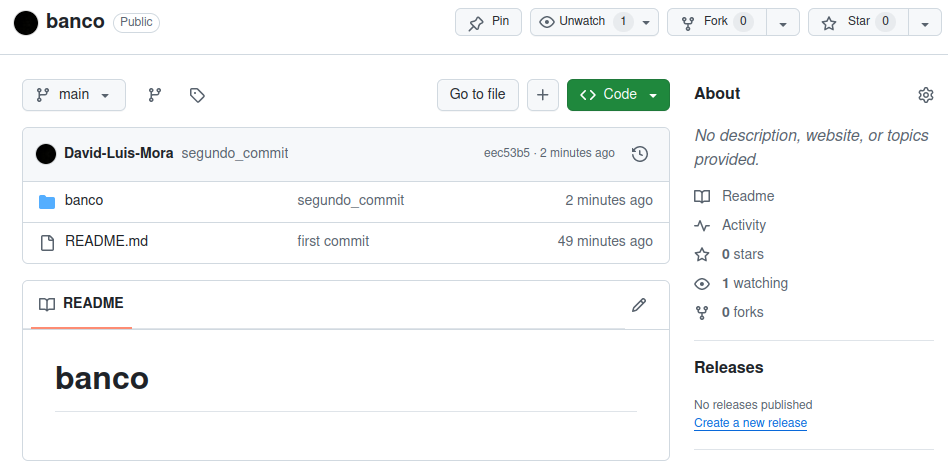 banco Public Pin Unwatch 1 Fork 0 Star 0
main Go to file Code
David-Luis-Mora segundo_commit eec53b5 · 2 minutes ago
banco segundo_commit 2 minutes ago
README.md first commit 49 minutes ago
README
banco
About
No description, website, or topics
provided.
Readme
Activity
0 stars
1 watching
0 forks
Releases
No releases published
Create a new release